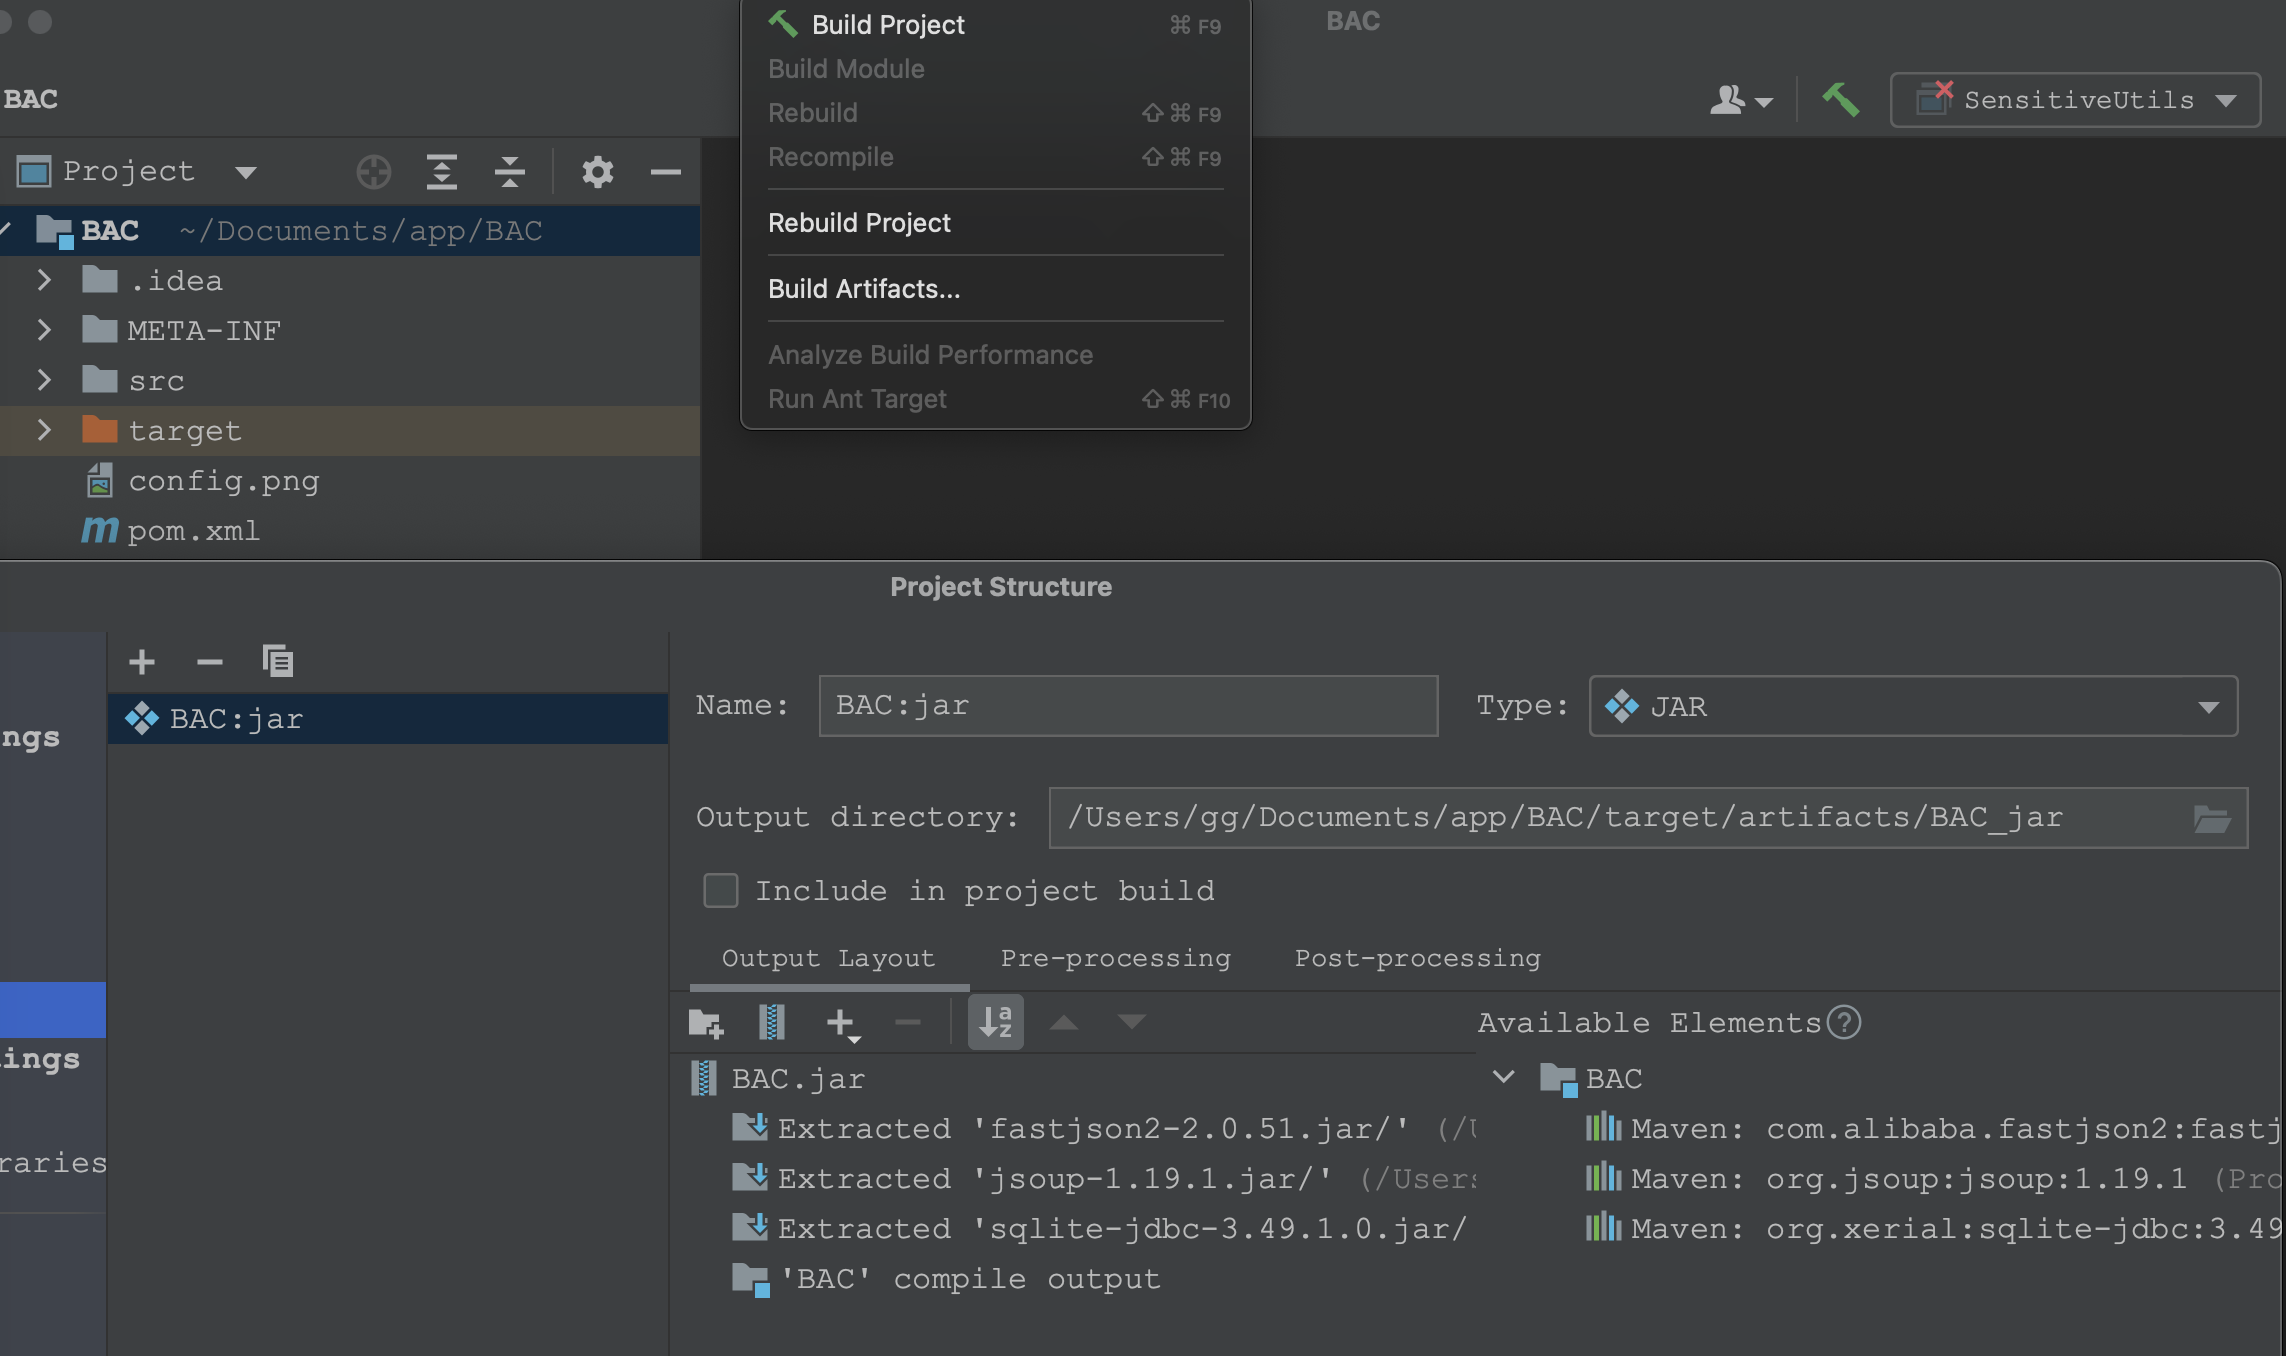 Build Project ⌘ F9
BAC
Build Module
BAC
Rebuild ⇧ ⌘ F9
SensitiveUtils
Recompile ⇧ ⌘ F9
Project
Rebuild Project
BAC ~/Documents/app/BAC
.idea
Build Artifacts...
META-INF
Analyze Build Performance
src
Run Ant Target ⇧ ⌘ F10
target
config.png
pom.xml
Project Structure
Name: BAC:jar Type: JAR
BAC:jar
ngs
Output directory: /Users/gg/Documents/app/BAC/target/artifacts/BAC_jar
Include in project build
Output Layout Pre-processing Post-processing
Available Elements
ings
BAC.jar
BAC
Extracted 'fastjson2-2.0.51.jar/' (/U
Maven: com.alibaba.fastjson2:fastj
raries
Extracted 'jsoup-1.19.1.jar/' (/Users
Maven: org.jsoup:jsoup:1.19.1 (Pro
Extracted 'sqlite-jdbc-3.49.1.0.jar/
Maven: org.xerial:sqlite-jdbc:3.49
'BAC' compile output